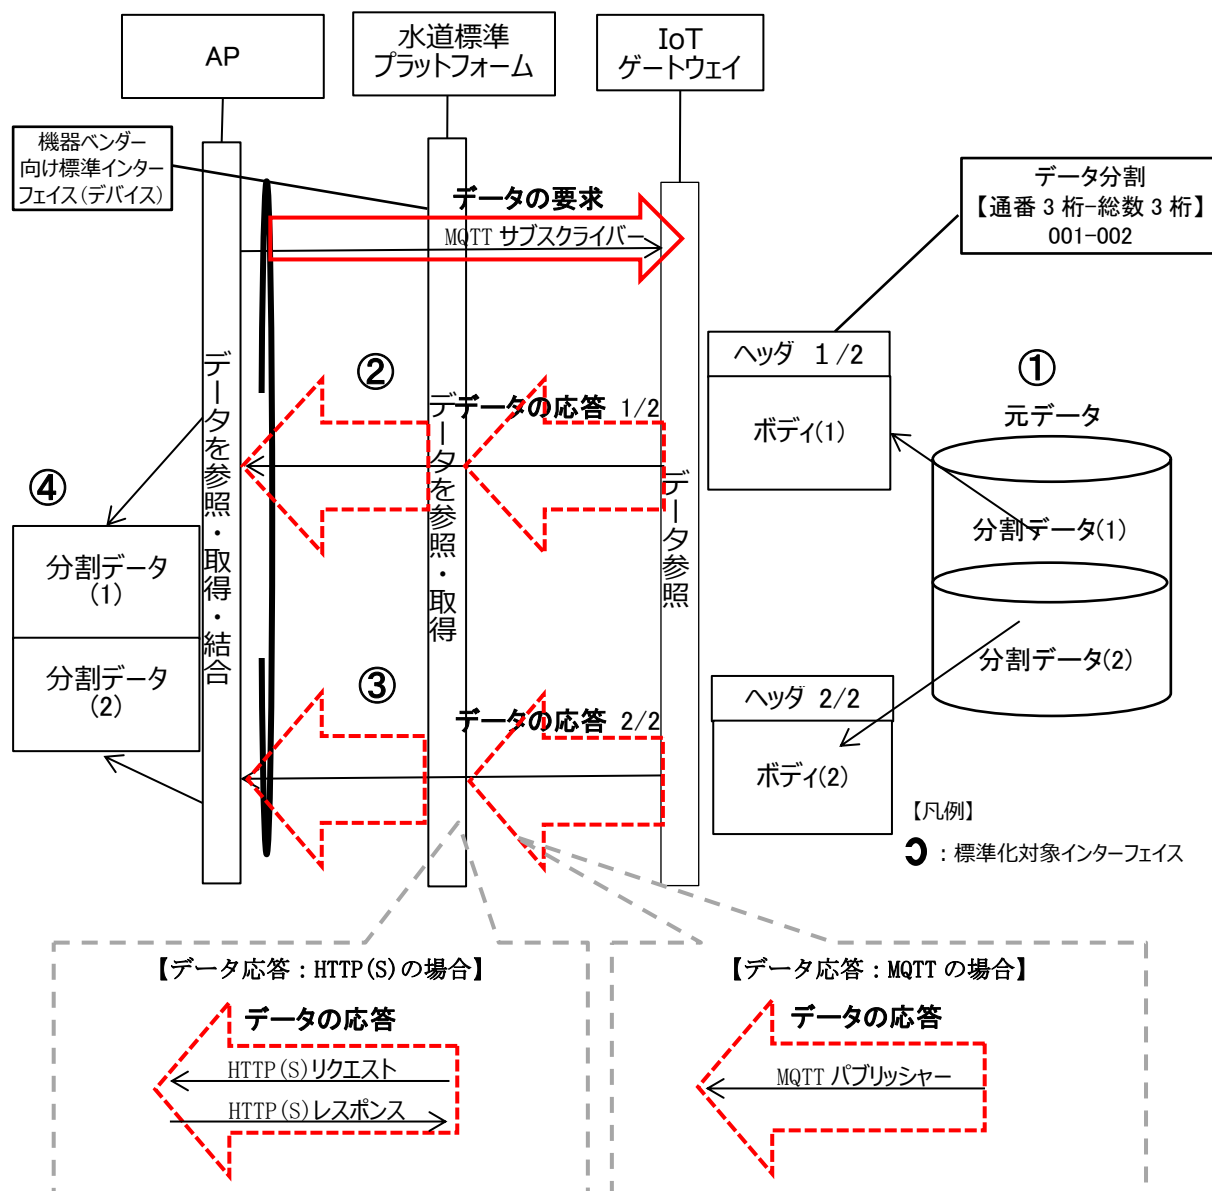 AP
水道標準
プラットフォーム
IoT
ゲートウェイ
機器ベンダー
向け標準インター
フェイス(デバイス)
データの要求
MQTT サブスクライバー
データ分割
【通番 3 桁-総数 3 桁】
001-002
ヘッダ 1/2
ボディ(1)
①
元データ
分割データ(1)
分割データ(2)
②
データの応答 1/2
データを参照・取得・結合
データを参照・取得
データ参照
④
分割データ
(1)
分割データ
(2)
③
データの応答 2/2
ヘッダ 2/2
ボディ(2)
【凡例】
：標準化対象インターフェイス
【データ応答：HTTP(S)の場合】
データの応答
HTTP(S)リクエスト
HTTP(S)レスポンス
【データ応答：MQTT の場合】
データの応答
MQTT パブリッシャー